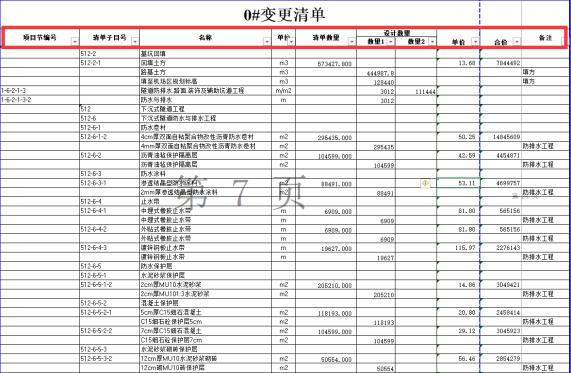 0#变更清单
项目节编号 清单子目号 名称 单价 清单数量 设计数量 数量1 数量2 单价 合价 备注
512-2 基坑回填
512-2-1 回填土方 m3 573427.800 13.68 7844492
路基土方 m3 444987.8 填方
填至机场区规划标高 m3 128440 填方
1-6-2-1-3 隧道防排水,路面,装饰及辅助坑道工程 m/m2 3012 111444
1-6-2-1-3-2 防水与排水 m 3012
512 下沉式隧道工程
512-6 下沉式隧道防水与排水工程
512-6-1 防水卷材
512-6-1-2 4cm厚双面自粘聚合物改性沥青防水卷材 m2 295435.000 50.25 14845609
4mm厚双面自粘聚合物改性沥青防水卷材 m2 295435 防排水工程
512-6-2 沥青油毡保护隔离层 m2 104599.000 42.59 4454871
沥青油毡保护隔离层 m2 104599 防排水工程
512-6-3 防水涂料
512-6-3-1 渗透结晶型防水涂料 m2 88491.000 53.11 4699757
2mm厚渗透结晶型防水涂料 m2 88491 防排水工程
512-6-4 止水带 m
512-6-4-1 中埋式橡胶止水带 m 6909.000 81.80 565156
中埋式橡胶止水带 m 6909 防排水工程
512-6-4-2 外贴式橡胶止水带 m 6909.000 81.80 565156
外贴式橡胶止水带 m 6909 防排水工程
512-6-4-3 镀锌钢板止水带 m 19627.000 115.97 2276143
镀锌钢板止水带 m 19627 防排水工程
512-6-5 防水保护层
512-6-5-1 水泥砂浆保护层
512-6-5-1-2 2cm厚MU10水泥砂浆 m2 205210.000 14.86 3049421
2cm厚MU101:3水泥砂浆 m2 205210 防排水工程
512-6-5-2 混凝土保护层
512-6-5-2-1 5cm厚C15细石混凝土 m2 118193.000 20.80 2458414
C15细石砼保护层5cm m2 118193 防排水工程
512-6-5-2-2 7cm厚C15细石混凝土 m2 104599.000 29.12 3045923
C15细石砼保护层7cm m2 104599 防排水工程
512-6-5-3 水泥砂浆砌砖保护层
512-6-5-3-2 12cm厚MU10水泥砂浆砌砖 m2 50554.000 56.46 2854279
12cm砌MU10砖保护层 m2 50554 防排水工程
第 7 页